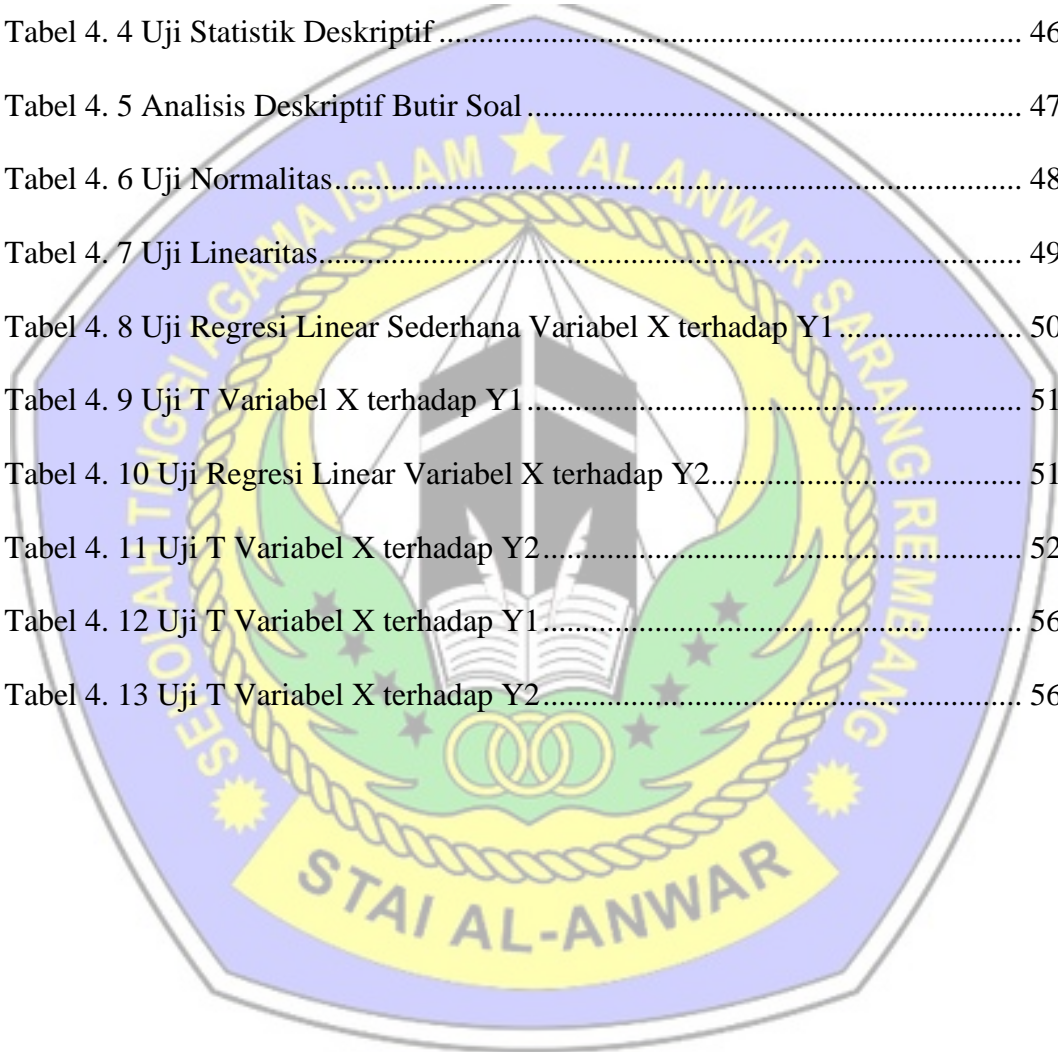 Tabel 4. 4 Uji Statistik Deskriptif ........................................................................ 46
Tabel 4. 5 Analisis Deskriptif Butir Soal ............................................................. 47
Tabel 4. 6 Uji Normalitas..................................................................................... 48
Tabel 4. 7 Uji Linearitas....................................................................................... 49
Tabel 4. 8 Uji Regresi Linear Sederhana Variabel X terhadap Y1 ...................... 50
Tabel 4. 9 Uji T Variabel X terhadap Y1 ............................................................. 51
Tabel 4. 10 Uji Regresi Linear Variabel X terhadap Y2...................................... 51
Tabel 4. 11 Uji T Variabel X terhadap Y2........................................................... 52
Tabel 4. 12 Uji T Variabel X terhadap Y1........................................................... 56
Tabel 4. 13 Uji T Variabel X terhadap Y2........................................................... 56
SEKOLAH TINGGI AGAMA ISLAM AL ANWAR SARANG REMBANG
STAI AL-ANWAR